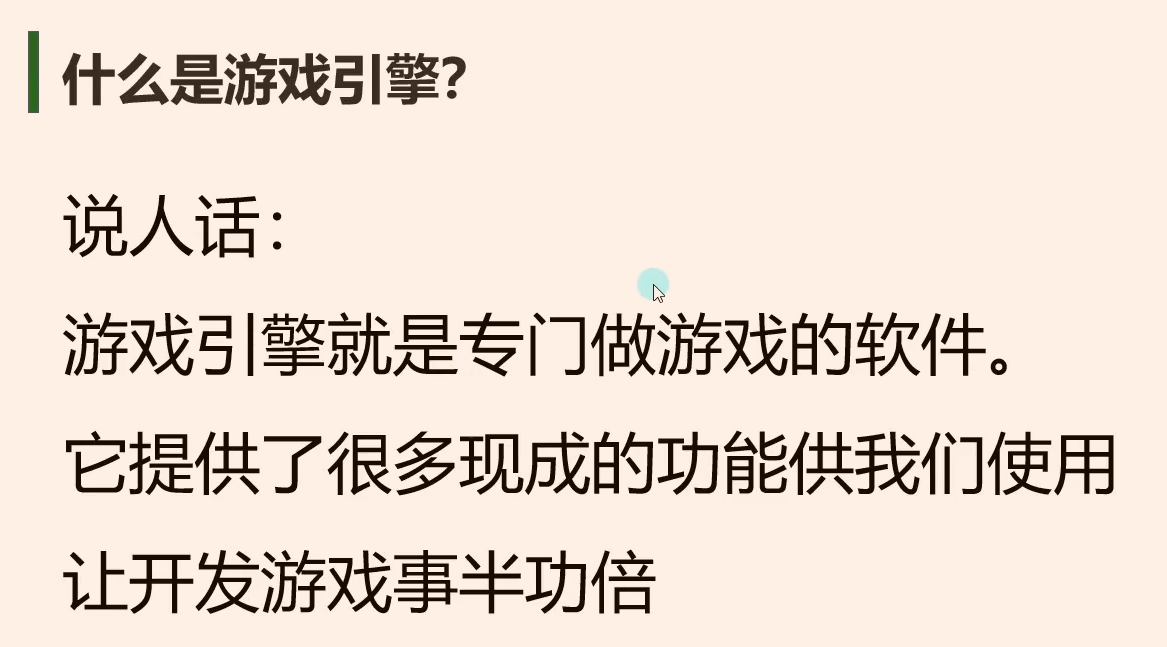 什么是游戏引擎?
说人话：
游戏引擎就是专门做游戏的软件。
它提供了很多现成的功能供我们使用
让开发游戏事半功倍